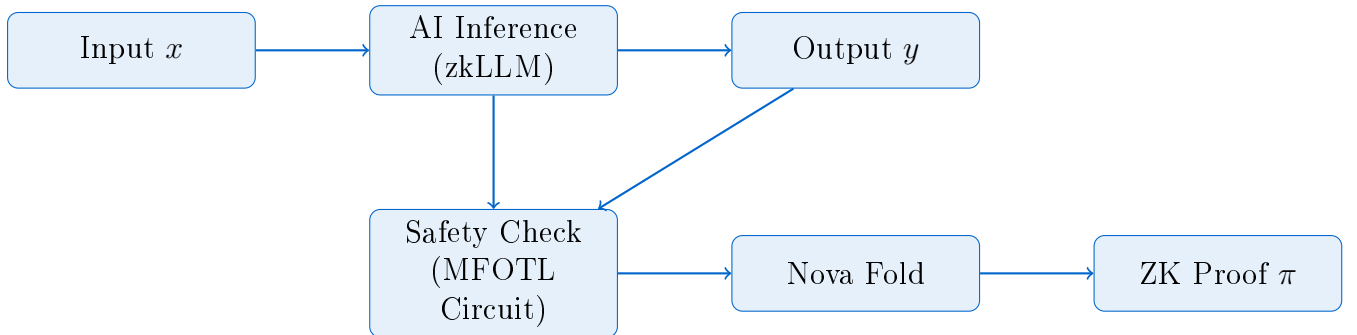 Input x
AI Inference
(zkLLM)
Output y
Safety Check
(MFOTL
Circuit)
Nova Fold
ZK Proof π